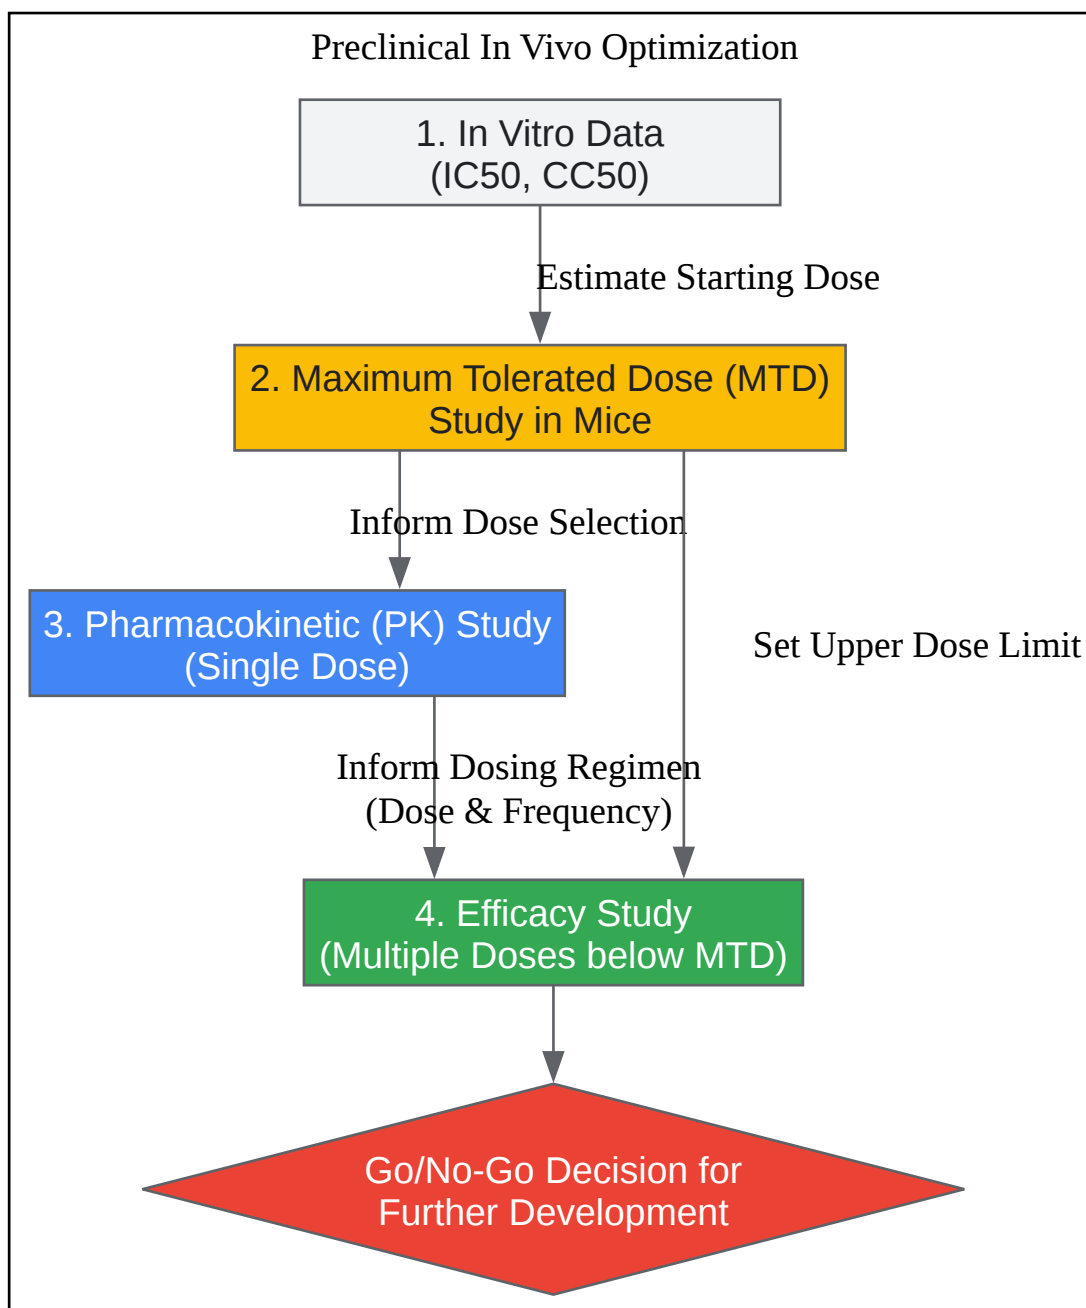 Preclinical In Vivo Optimization
1. In Vitro Data
(IC50, CC50)
Estimate Starting Dose
2. Maximum Tolerated Dose (MTD)
Study in Mice
Inform Dose Selection
3. Pharmacokinetic (PK) Study
(Single Dose)
Set Upper Dose Limit
Inform Dosing Regimen
(Dose & Frequency)
4. Efficacy Study
(Multiple Doses below MTD)
Go/No-Go Decision for
Further Development